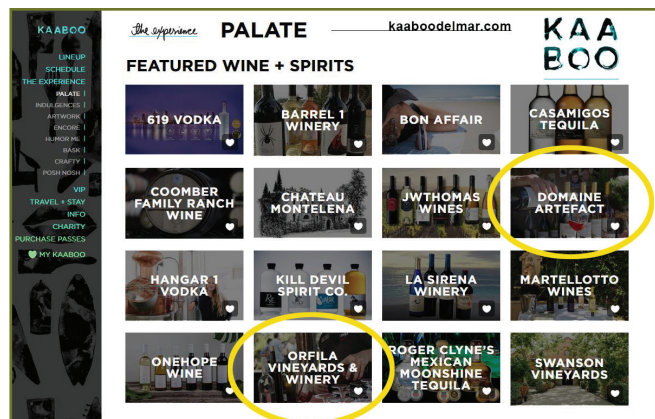 KAABOO
LINEUP
SCHEDULE
THE EXPERIENCE
PALATE
INDULGENCES
ARTWORK
ENCORE
HUMOR ME
BASK
CRAFTY
POSH NOSH
VIP
TRAVEL + STAY
INFO
CHARITY
PURCHASE PASSES
MY KAABOO
the experience
PALATE
kaaboodelmar.com
KAA
BOO
FEATURED WINE + SPIRITS
619 VODKA
BARREL 1
WINERY
BON AFFAIR
CASAMIGOS
TEQUILA
COOMBER
FAMILY RANCH
WINE
CHATEAU
MONTELENA
JWTHOMAS
WINES
DOMAINE
ARTEFACT
HANGAR 1
VODKA
KILL DEVIL
SPIRIT CO.
LA SIRENA
WINERY
MARTELLOTTO
WINES
ONEHOPE
WINE
ORFILA
VINEYARDS &
WINERY
ROGER CLYNE'S
MEXICAN
MOONSHINE
TEQUILA
SWANSON
VINEYARDS